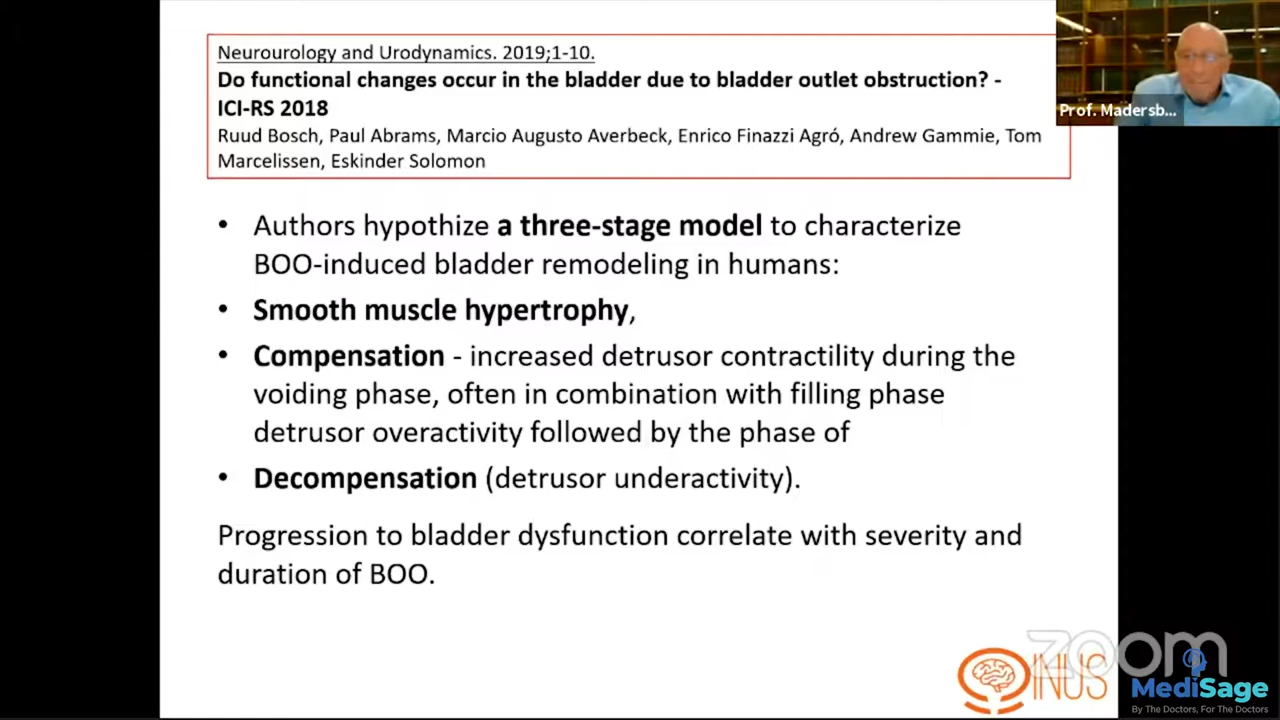 Neurourology and Urodynamics. 2019;1-10.
Do functional changes occur in the bladder due to bladder outlet obstruction? -
ICI-RS 2018
Ruud Bosch, Paul Abrams, Marcio Augusto Averbeck, Enrico Finazzi Agró, Andrew Gammie, Tom
Marcelissen, Eskinder Solomon
Prof. Madersb...
• Authors hypothize a three-stage model to characterize
BOO-induced bladder remodeling in humans:
• Smooth muscle hypertrophy,
• Compensation - increased detrusor contractility during the
voiding phase, often in combination with filling phase
detrusor overactivity followed by the phase of
• Decompensation (detrusor underactivity).
Progression to bladder dysfunction correlate with severity and
duration of BOO.
zoom
INUS
MediSage
By The Doctors, For The Doctors